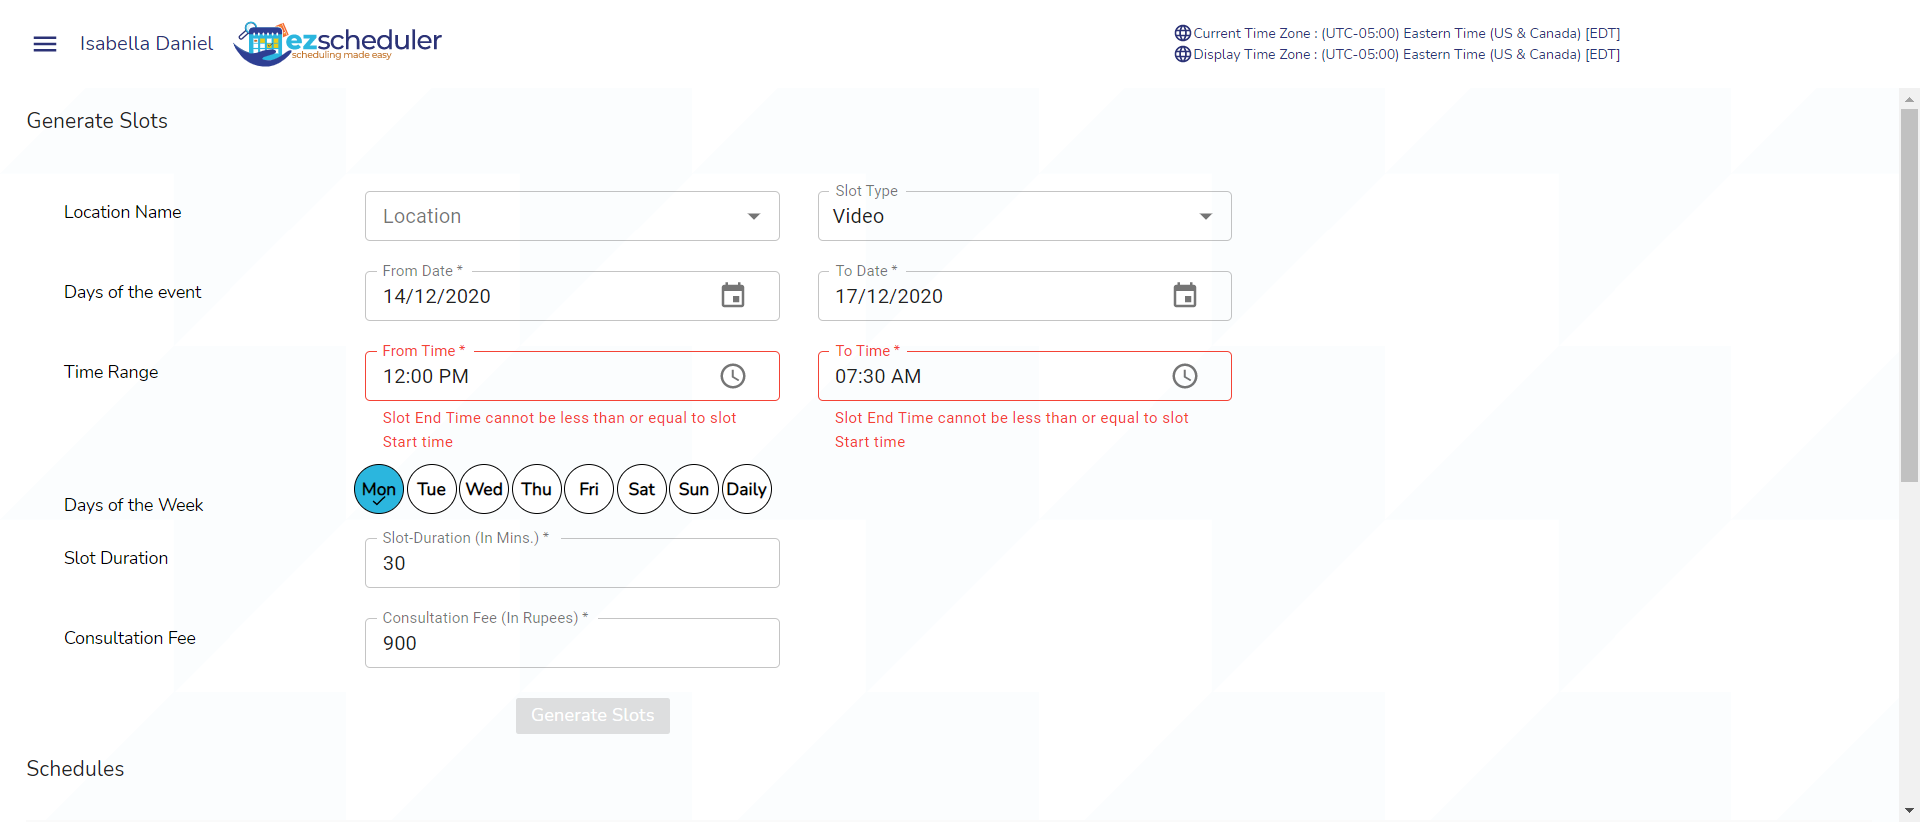 Isabella Daniel
ezscheduler
scheduling made easy
Current Time Zone : (UTC-05:00) Eastern Time (US & Canada) [EDT]
Display Time Zone : (UTC-05:00) Eastern Time (US & Canada) [EDT]
Generate Slots
Location Name
Location
Slot Type
Video
Days of the event
From Date *
14/12/2020
To Date *
17/12/2020
Time Range
From Time *
12:00 PM
Slot End Time cannot be less than or equal to slot
Start time
To Time *
07:30 AM
Slot End Time cannot be less than or equal to slot
Start time
Days of the Week
Mon Tue Wed Thu Fri Sat Sun Daily
Slot Duration
Slot-Duration (In Mins.) *
30
Consultation Fee
Consultation Fee (In Rupees) *
900
Generate Slots
Schedules